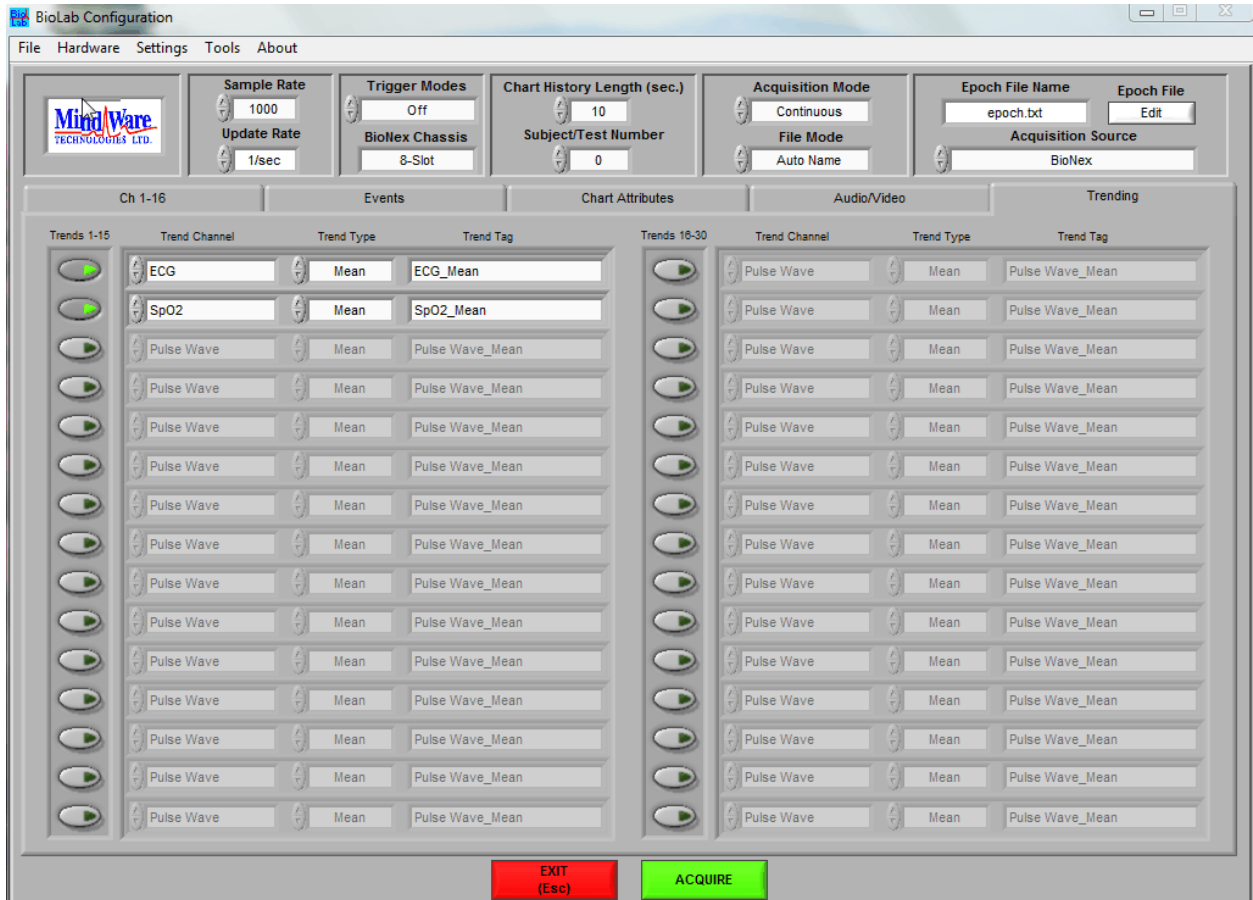 BioLab Configuration
File Hardware Settings Tools About
MindWare
TECHNOLOGIES LTD.
Sample Rate
1000
Update Rate
1/sec
Trigger Modes
Off
BioNex Chassis
8-Slot
Chart History Length (sec.)
10
Subject/Test Number
0
Acquisition Mode
Continuous
File Mode
Auto Name
Epoch File Name Epoch File
epoch.txt Edit
Acquisition Source
BioNex
Ch 1-16 Events Chart Attributes Audio/Video Trending
Trends 1-15 Trend Channel Trend Type Trend Tag Trends 16-30 Trend Channel Trend Type Trend Tag
ECG Mean ECG_Mean Pulse Wave Mean Pulse Wave_Mean
SpO2 Mean SpO2_Mean Pulse Wave Mean Pulse Wave_Mean
Pulse Wave Mean Pulse Wave_Mean Pulse Wave Mean Pulse Wave_Mean
Pulse Wave Mean Pulse Wave_Mean Pulse Wave Mean Pulse Wave_Mean
Pulse Wave Mean Pulse Wave_Mean Pulse Wave Mean Pulse Wave_Mean
Pulse Wave Mean Pulse Wave_Mean Pulse Wave Mean Pulse Wave_Mean
Pulse Wave Mean Pulse Wave_Mean Pulse Wave Mean Pulse Wave_Mean
Pulse Wave Mean Pulse Wave_Mean Pulse Wave Mean Pulse Wave_Mean
Pulse Wave Mean Pulse Wave_Mean Pulse Wave Mean Pulse Wave_Mean
Pulse Wave Mean Pulse Wave_Mean Pulse Wave Mean Pulse Wave_Mean
Pulse Wave Mean Pulse Wave_Mean Pulse Wave Mean Pulse Wave_Mean
Pulse Wave Mean Pulse Wave_Mean Pulse Wave Mean Pulse Wave_Mean
Pulse Wave Mean Pulse Wave_Mean Pulse Wave Mean Pulse Wave_Mean
Pulse Wave Mean Pulse Wave_Mean Pulse Wave Mean Pulse Wave_Mean
Pulse Wave Mean Pulse Wave_Mean Pulse Wave Mean Pulse Wave_Mean
EXIT
(Esc)
ACQUIRE